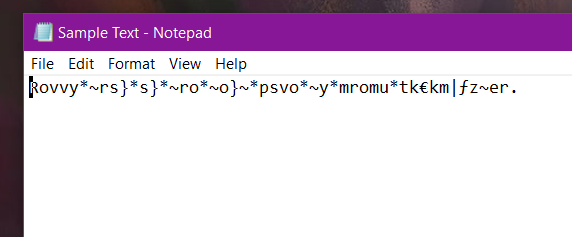 Sample Text - Notepad
File Edit Format View Help
Rovvy*~rs}*s}*~ro*~o}~*psvo*~y*mromu*tk€km|ƒz~er.